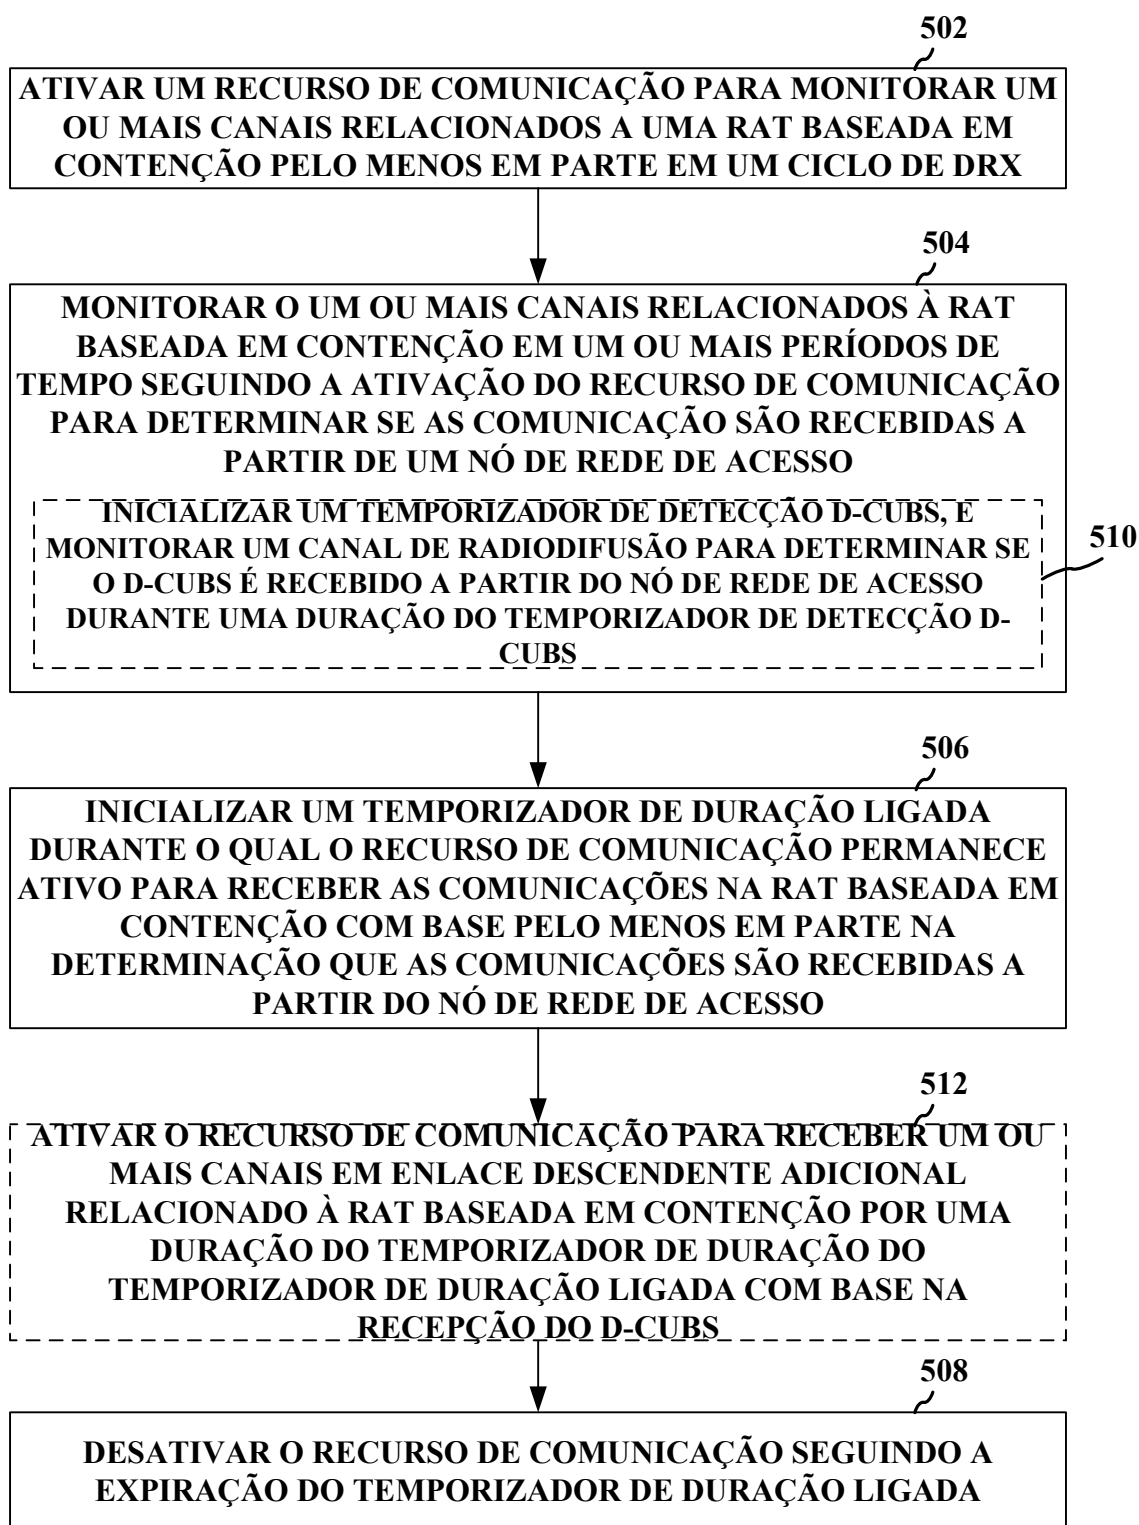 502
ATIVAR UM RECURSO DE COMUNICAÇÃO PARA MONITORAR UM
OU MAIS CANAIS RELACIONADOS A UMA RAT BASEADA EM
CONTENÇÃO PELO MENOS EM PARTE EM UM CICLO DE DRX
504
MONITORAR O UM OU MAIS CANAIS RELACIONADOS À RAT
BASEADA EM CONTENÇÃO EM UM OU MAIS PERÍODOS DE
TEMPO SEGUINDO A ATIVAÇÃO DO RECURSO DE COMUNICAÇÃO
PARA DETERMINAR SE AS COMUNICAÇÃO SÃO RECEBIDAS A
PARTIR DE UM NÓ DE REDE DE ACESSO
INICIALIZAR UM TEMPORIZADOR DE DETECÇÃO D-CUBS, E
MONITORAR UM CANAL DE RADIODIFUSÃO PARA DETERMINAR SE
O D-CUBS É RECEBIDO A PARTIR DO NÓ DE REDE DE ACESSO
DURANTE UMA DURAÇÃO DO TEMPORIZADOR DE DETECÇÃO D-
CUBS
510
506
INICIALIZAR UM TEMPORIZADOR DE DURAÇÃO LIGADA
DURANTE O QUAL O RECURSO DE COMUNICAÇÃO PERMANECE
ATIVO PARA RECEBER AS COMUNICAÇÕES NA RAT BASEADA EM
CONTENÇÃO COM BASE PELO MENOS EM PARTE NA
DETERMINAÇÃO QUE AS COMUNICAÇÕES SÃO RECEBIDAS A
PARTIR DO NÓ DE REDE DE ACESSO
512
ATIVAR O RECURSO DE COMUNICAÇÃO PARA RECEBER UM OU
MAIS CANAIS EM ENLACE DESCENDENTE ADICIONAL
RELACIONADO À RAT BASEADA EM CONTENÇÃO POR UMA
DURAÇÃO DO TEMPORIZADOR DE DURAÇÃO DO
TEMPORIZADOR DE DURAÇÃO LIGADA COM BASE NA
RECEPÇÃO DO D-CUBS
508
DESATIVAR O RECURSO DE COMUNICAÇÃO SEGUINDO A
EXPIRAÇÃO DO TEMPORIZADOR DE DURAÇÃO LIGADA